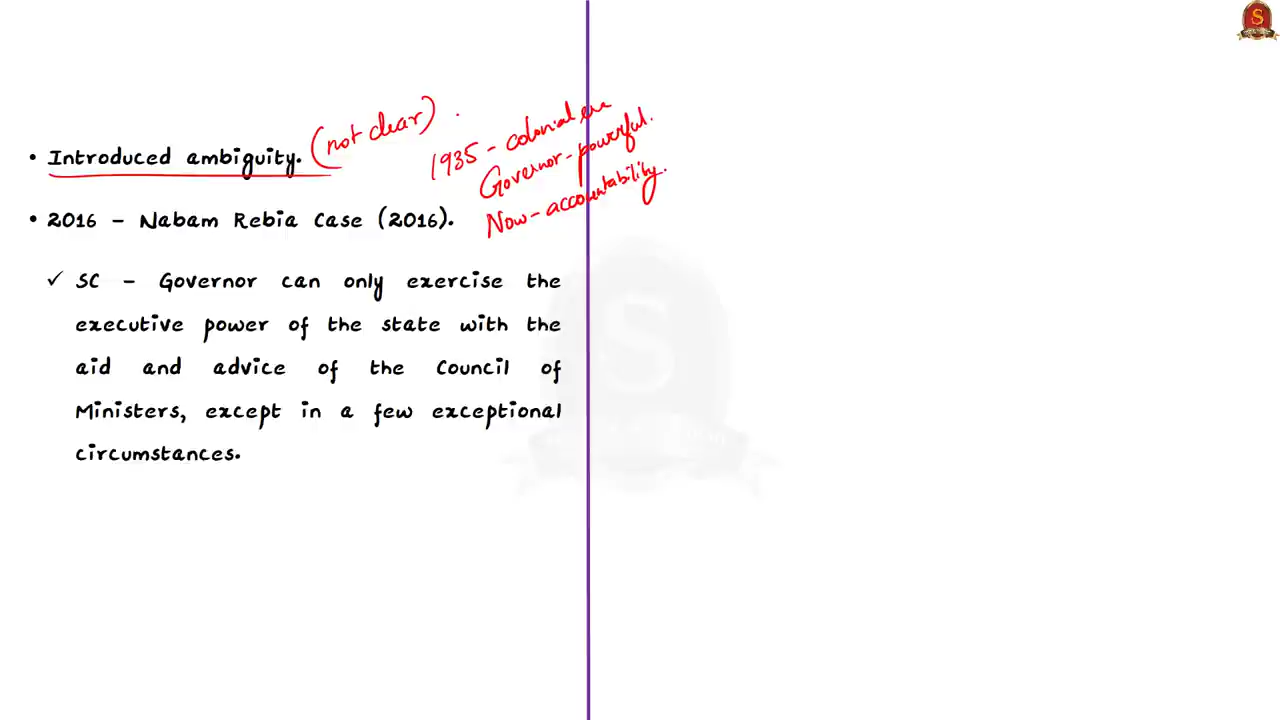 • Introduced ambiguity. (not clear).
1935 - colonial era
Governor - powerful.
Now - accountability.
• 2016 - Nabam Rebia Case (2016).
✓ SC - Governor can only exercise the
executive power of the state with the
aid and advice of the Council of
Ministers, except in a few exceptional
circumstances.
S
S